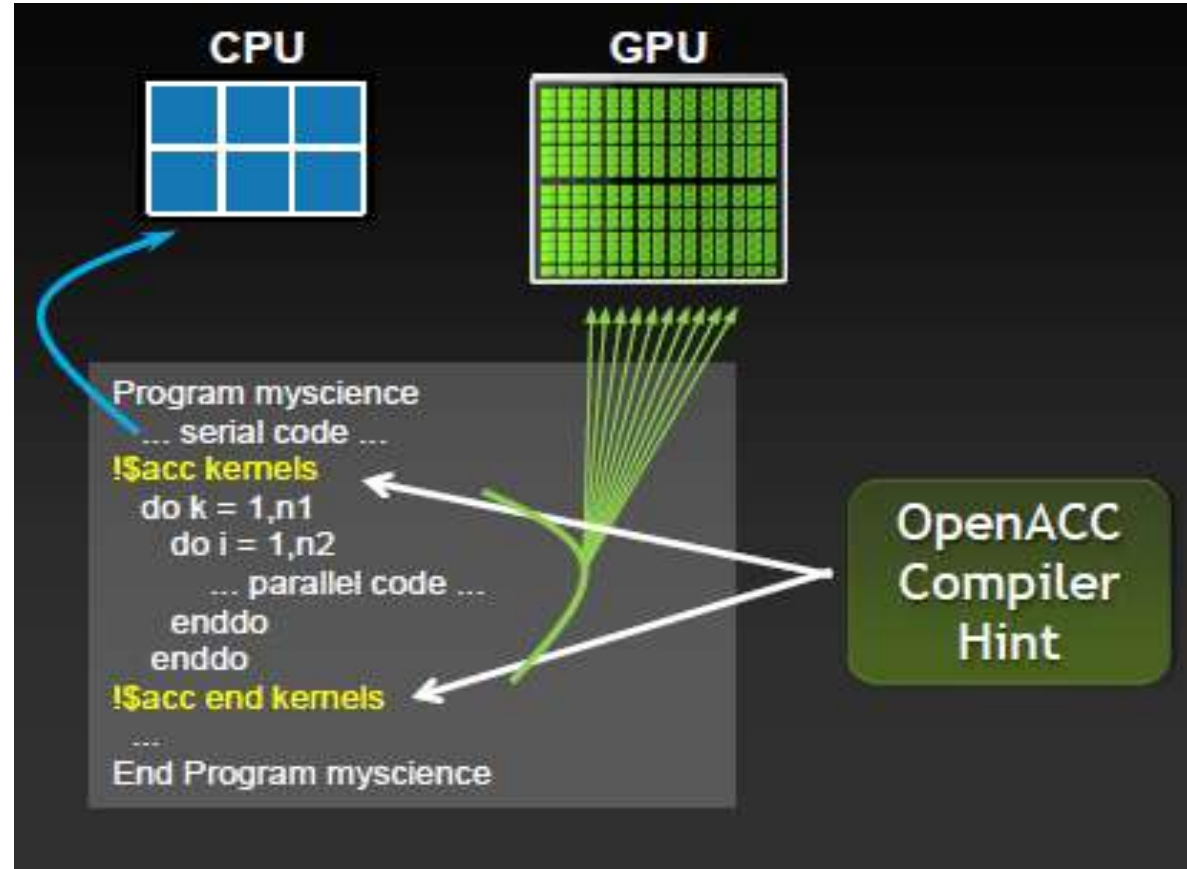 CPU
GPU
Program myscience
... serial code ...
!$acc kernels
do k = 1,n1
do i = 1,n2
... parallel code ...
enddo
enddo
!$acc end kernels
...
End Program myscience
OpenACC
Compiler
Hint